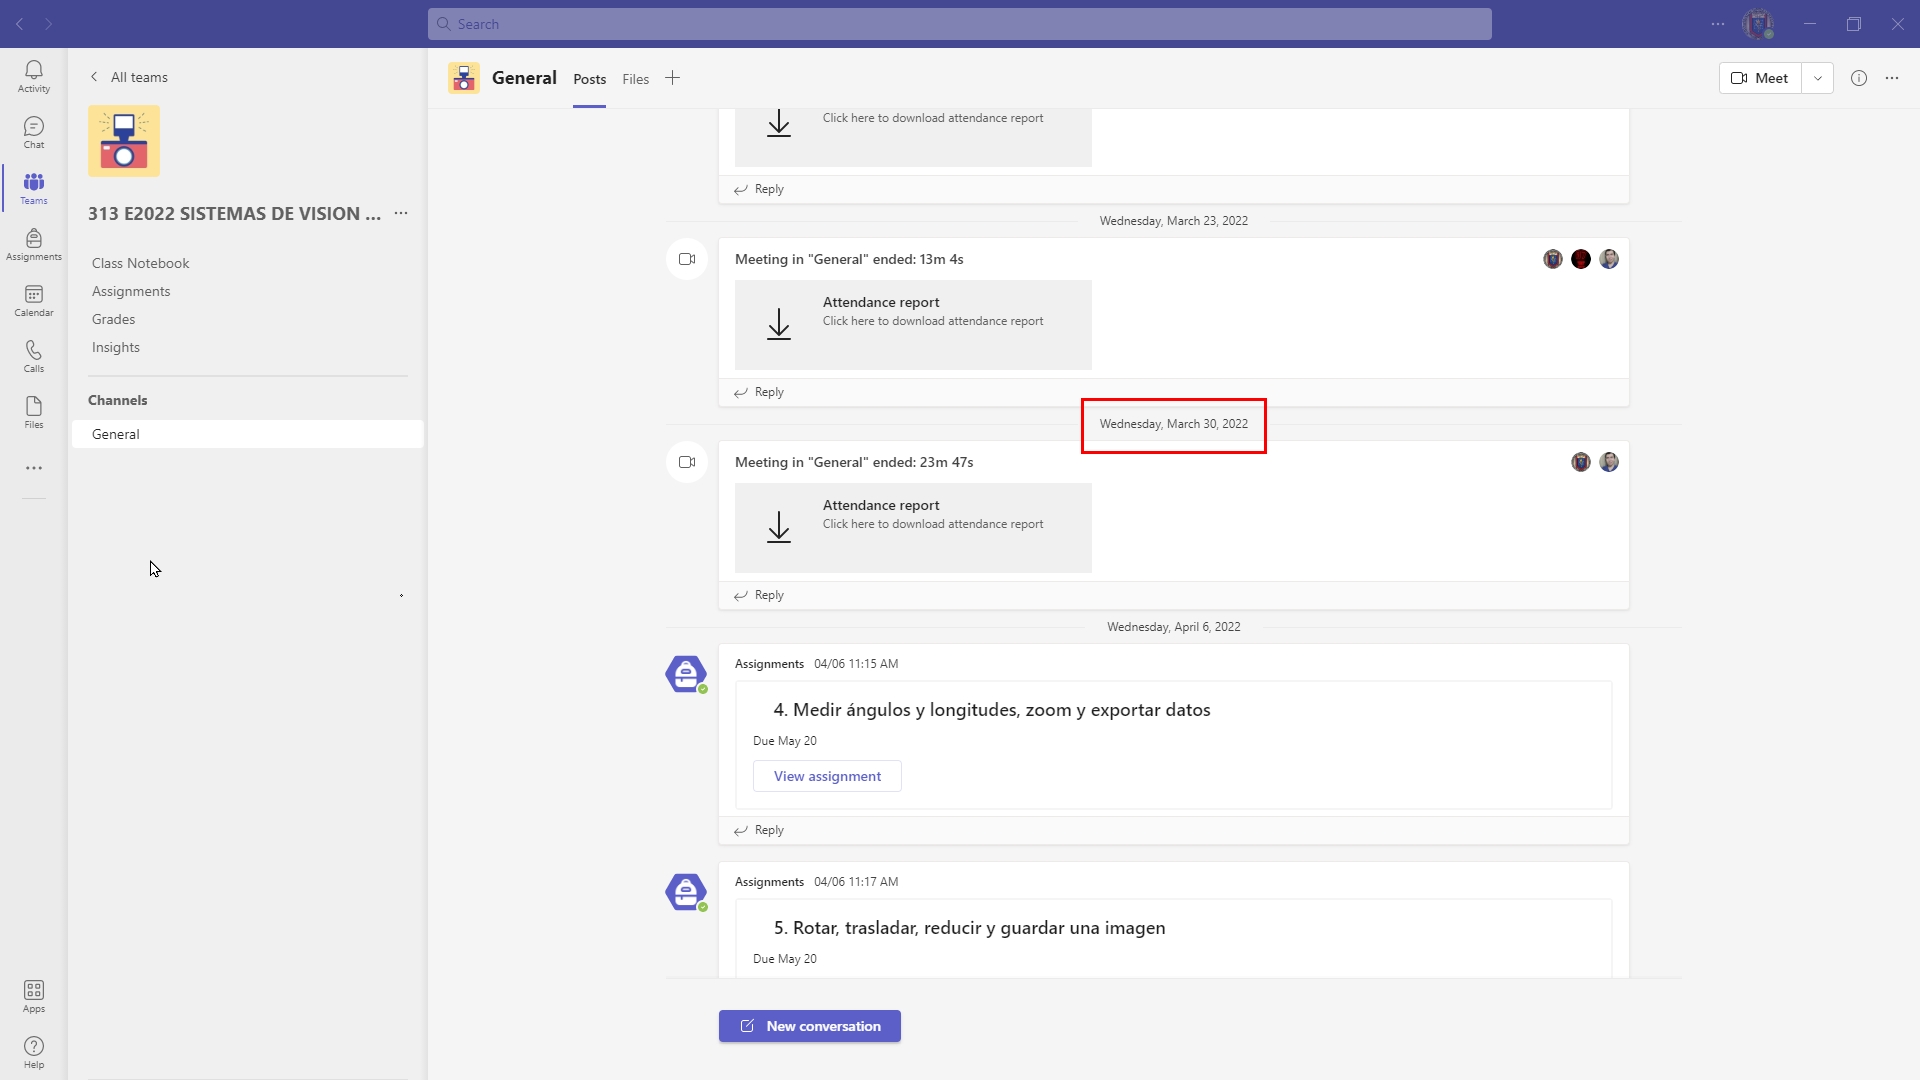 Search
Activity
Chat
Teams
Assignments
Calendar
Calls
Files
Apps
Help
All teams
313 E2022 SISTEMAS DE VISION ...
Class Notebook
Assignments
Grades
Insights
Channels
General
General
Posts
Files
Meet
Click here to download attendance report
Reply
Wednesday, March 23, 2022
Meeting in "General" ended: 13m 4s
Attendance report
Click here to download attendance report
Reply
Wednesday, March 30, 2022
Meeting in "General" ended: 23m 47s
Attendance report
Click here to download attendance report
Reply
Wednesday, April 6, 2022
Assignments 04/06 11:15 AM
4. Medir ángulos y longitudes, zoom y exportar datos
Due May 20
View assignment
Reply
Assignments 04/06 11:17 AM
5. Rotar, trasladar, reducir y guardar una imagen
Due May 20
New conversation